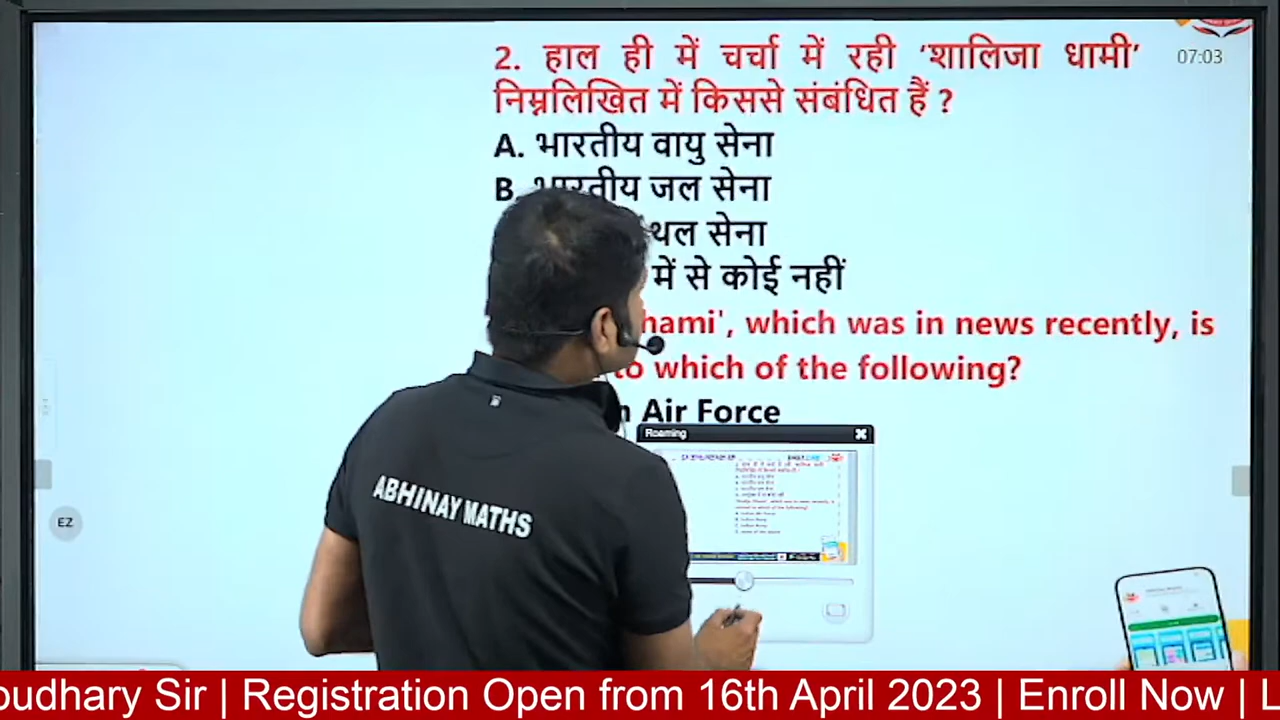 07:03
2. हाल ही में चर्चा में रही ‘शालिजा धामी’
निम्नलिखित में किससे संबंधित हैं ?
A. भारतीय वायु सेना
B. भारतीय जल सेना
थल सेना
में से कोई नहीं
hami', which was in news recently, is
to which of the following?
Air Force
Roaming
EZ
ABHINAY MATHS
oudhary Sir | Registration Open from 16th April 2023 | Enroll Now | L